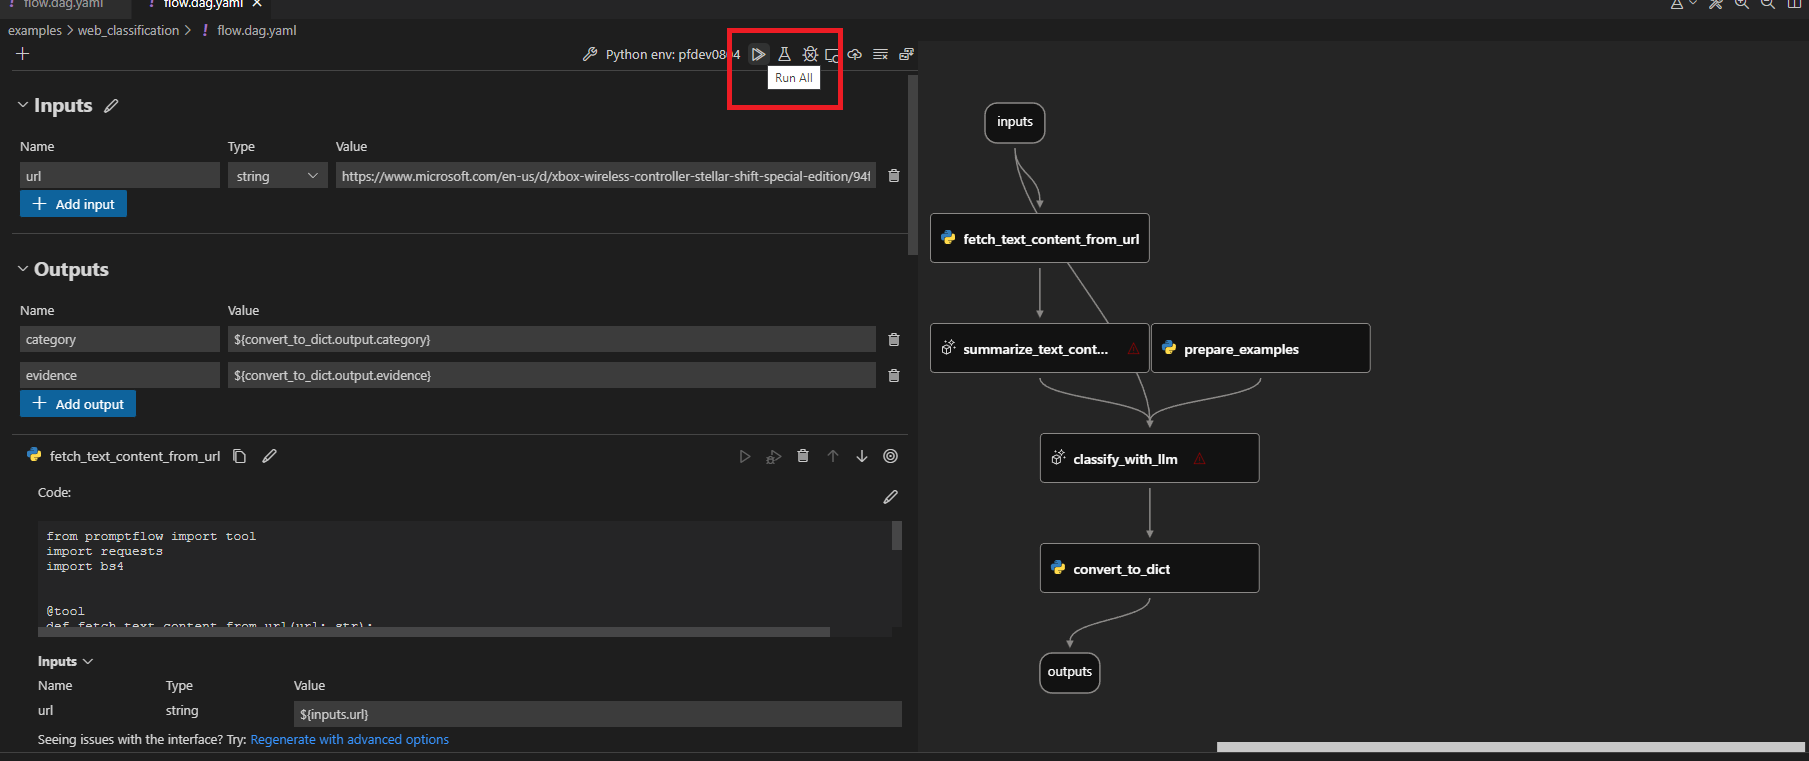 flow.dag.yaml
! flow.dag.yaml
examples > web_classification > ! flow.dag.yaml
Python env: pfdev0804
Run All
Inputs
Name Type Value
url string https://www.microsoft.com/en-us/d/xbox-wireless-controller-stellar-shift-special-edition/94f
Add input
Outputs
Name Value
category ${convert_to_dict.output.category}
evidence ${convert_to_dict.output.evidence}
Add output
fetch_text_content_from_url
Code:
from promptflow import tool
import requests
import bs4
@tool
def fetch_text_content_from_url(url: str):
Inputs
Name Type Value
url string ${inputs.url}
Seeing issues with the interface? Try: Regenerate with advanced options
inputs
fetch_text_content_from_url
summarize_text_cont...
prepare_examples
classify_with_llm
convert_to_dict
outputs